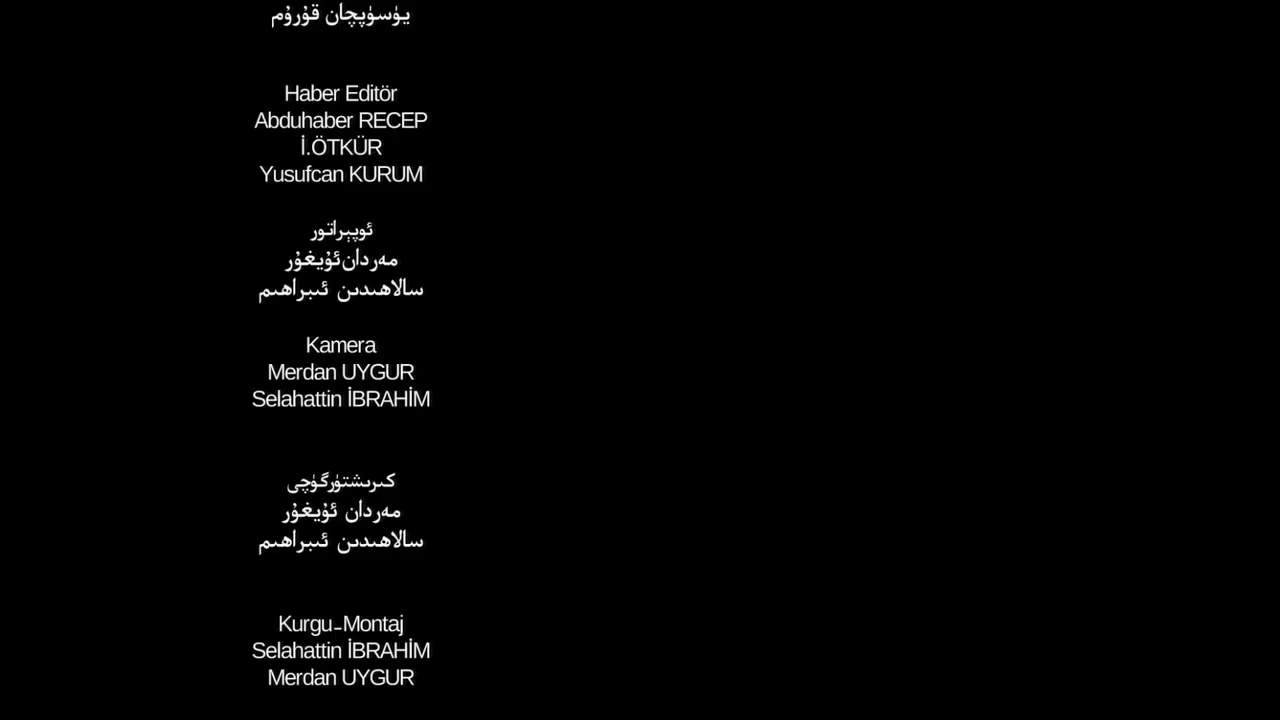 يۈسۈپچان قۇرۇم
Haber Editör
Abduhaber RECEP
İ.ÖTKÜR
Yusufcan KURUM
ئوپېراتور
مەردان ئۇيغۇر
سالاھىدىن ئىبراھىم
Kamera
Merdan UYGUR
Selahattin İBRAHİM
كىرىشتۈرگۈچى
مەردان ئۇيغۇر
سالاھىدىن ئىبراھىم
Kurgu-Montaj
Selahattin İBRAHİM
Merdan UYGUR